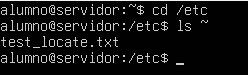 alumno@servidor:~$ cd /etc
alumno@servidor:/etc$ ls ~
test_locate.txt
alumno@servidor:/etc$ _